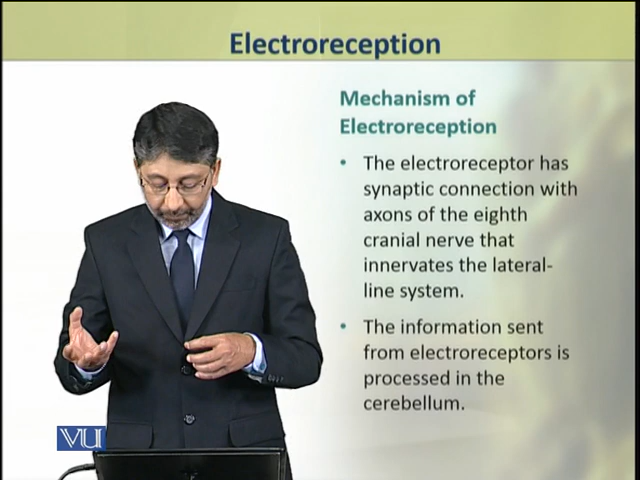 Electroreception
Mechanism of
Electroreception
• The electroreceptor has
synaptic connection with
axons of the eighth
cranial nerve that
innervates the lateral-
line system.
• The information sent
from electroreceptors is
processed in the
cerebellum.
VU